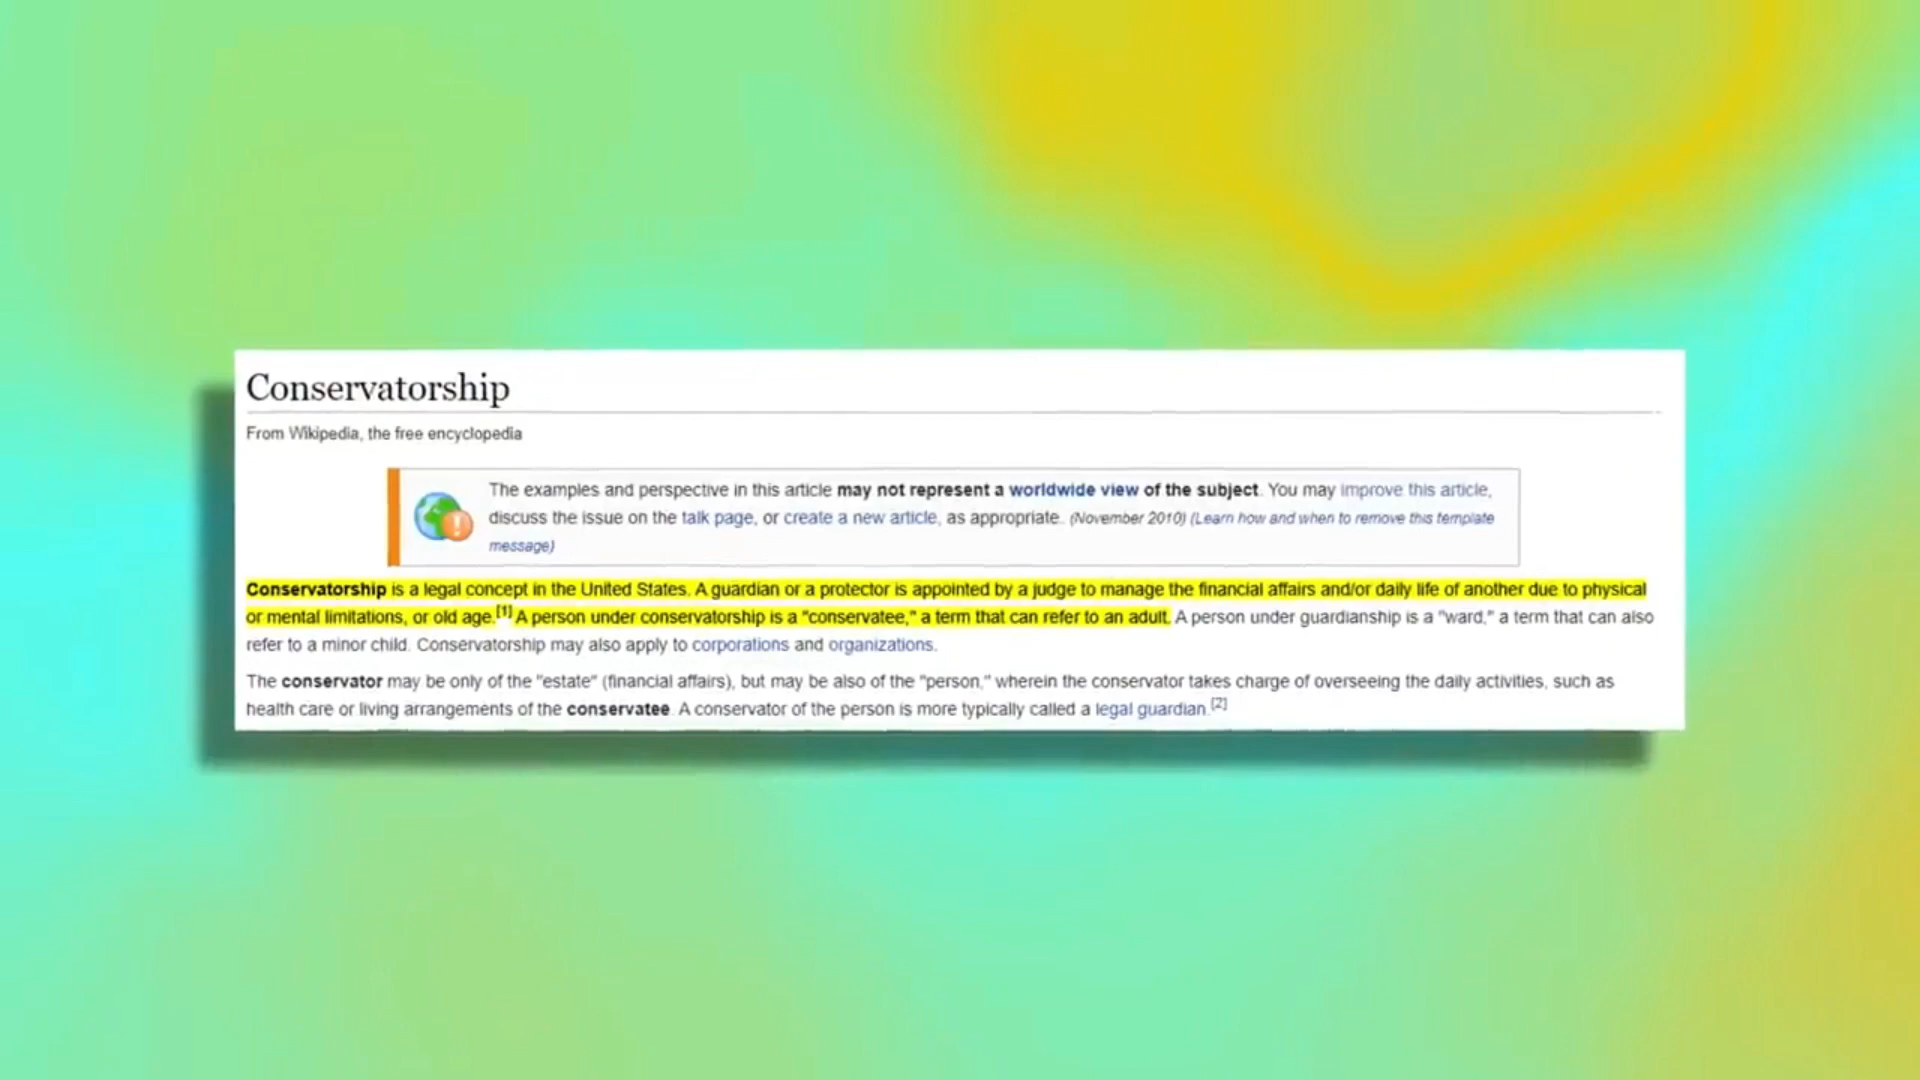 Conservatorship
From Wikipedia, the free encyclopedia
The examples and perspective in this article may not represent a worldwide view of the subject. You may improve this article,
discuss the issue on the talk page, or create a new article, as appropriate. (November 2010) (Learn how and when to remove this template
message)
Conservatorship is a legal concept in the United States. A guardian or a protector is appointed by a judge to manage the financial affairs and/or daily life of another due to physical
or mental limitations, or old age.[1] A person under conservatorship is a "conservatee," a term that can refer to an adult. A person under guardianship is a "ward," a term that can also
refer to a minor child. Conservatorship may also apply to corporations and organizations.
The conservator may be only of the "estate" (financial affairs), but may be also of the "person," wherein the conservator takes charge of overseeing the daily activities, such as
health care or living arrangements of the conservatee. A conservator of the person is more typically called a legal guardian.[2]